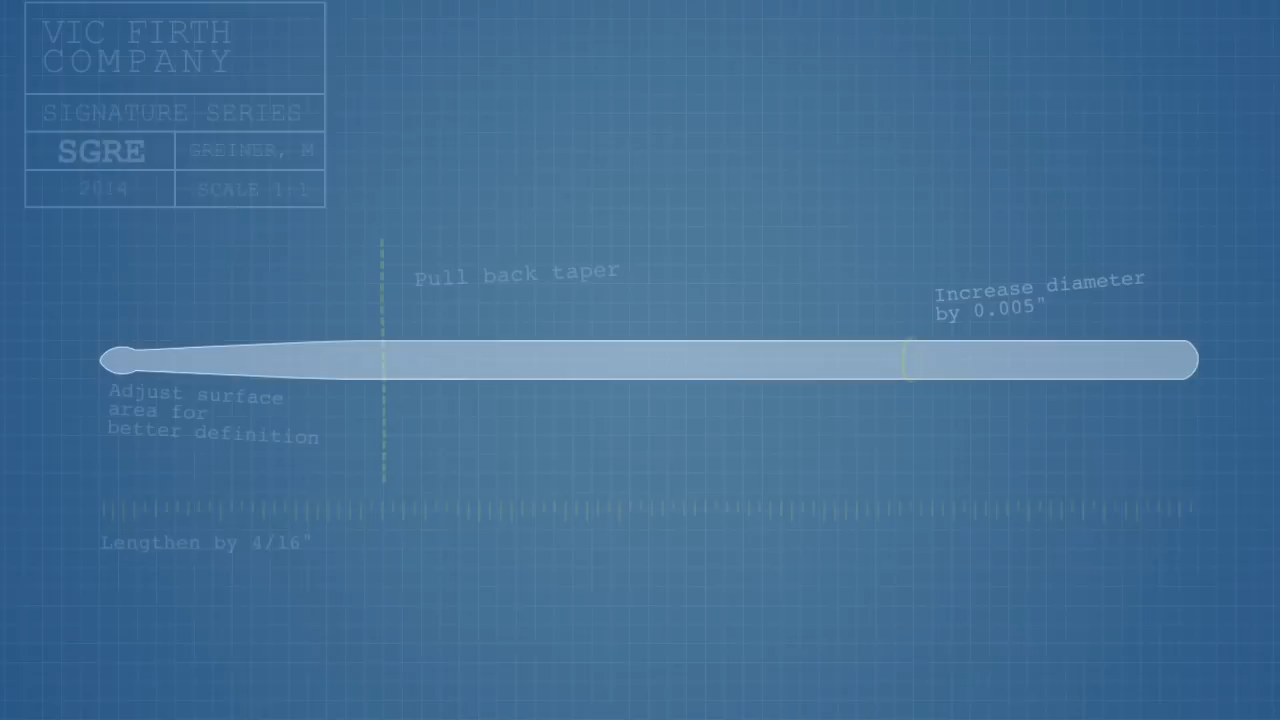 VIC FIRTH
COMPANY
SIGNATURE SERIES
SGRE
GREINER, M
2014
SCALE 1:1
Pull back taper
Increase diameter
by 0.005"
Adjust surface
area for
better definition
Lengthen by 4/16"